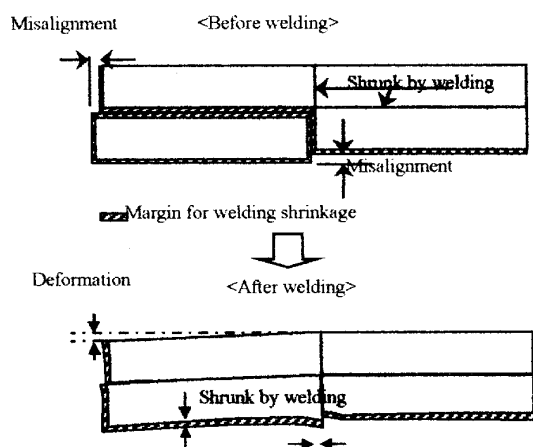 Misalignment <Before welding>
Shrunk by welding
Misalignment
Margin for welding shrinkage
Deformation
<After welding>
Shrunk by welding